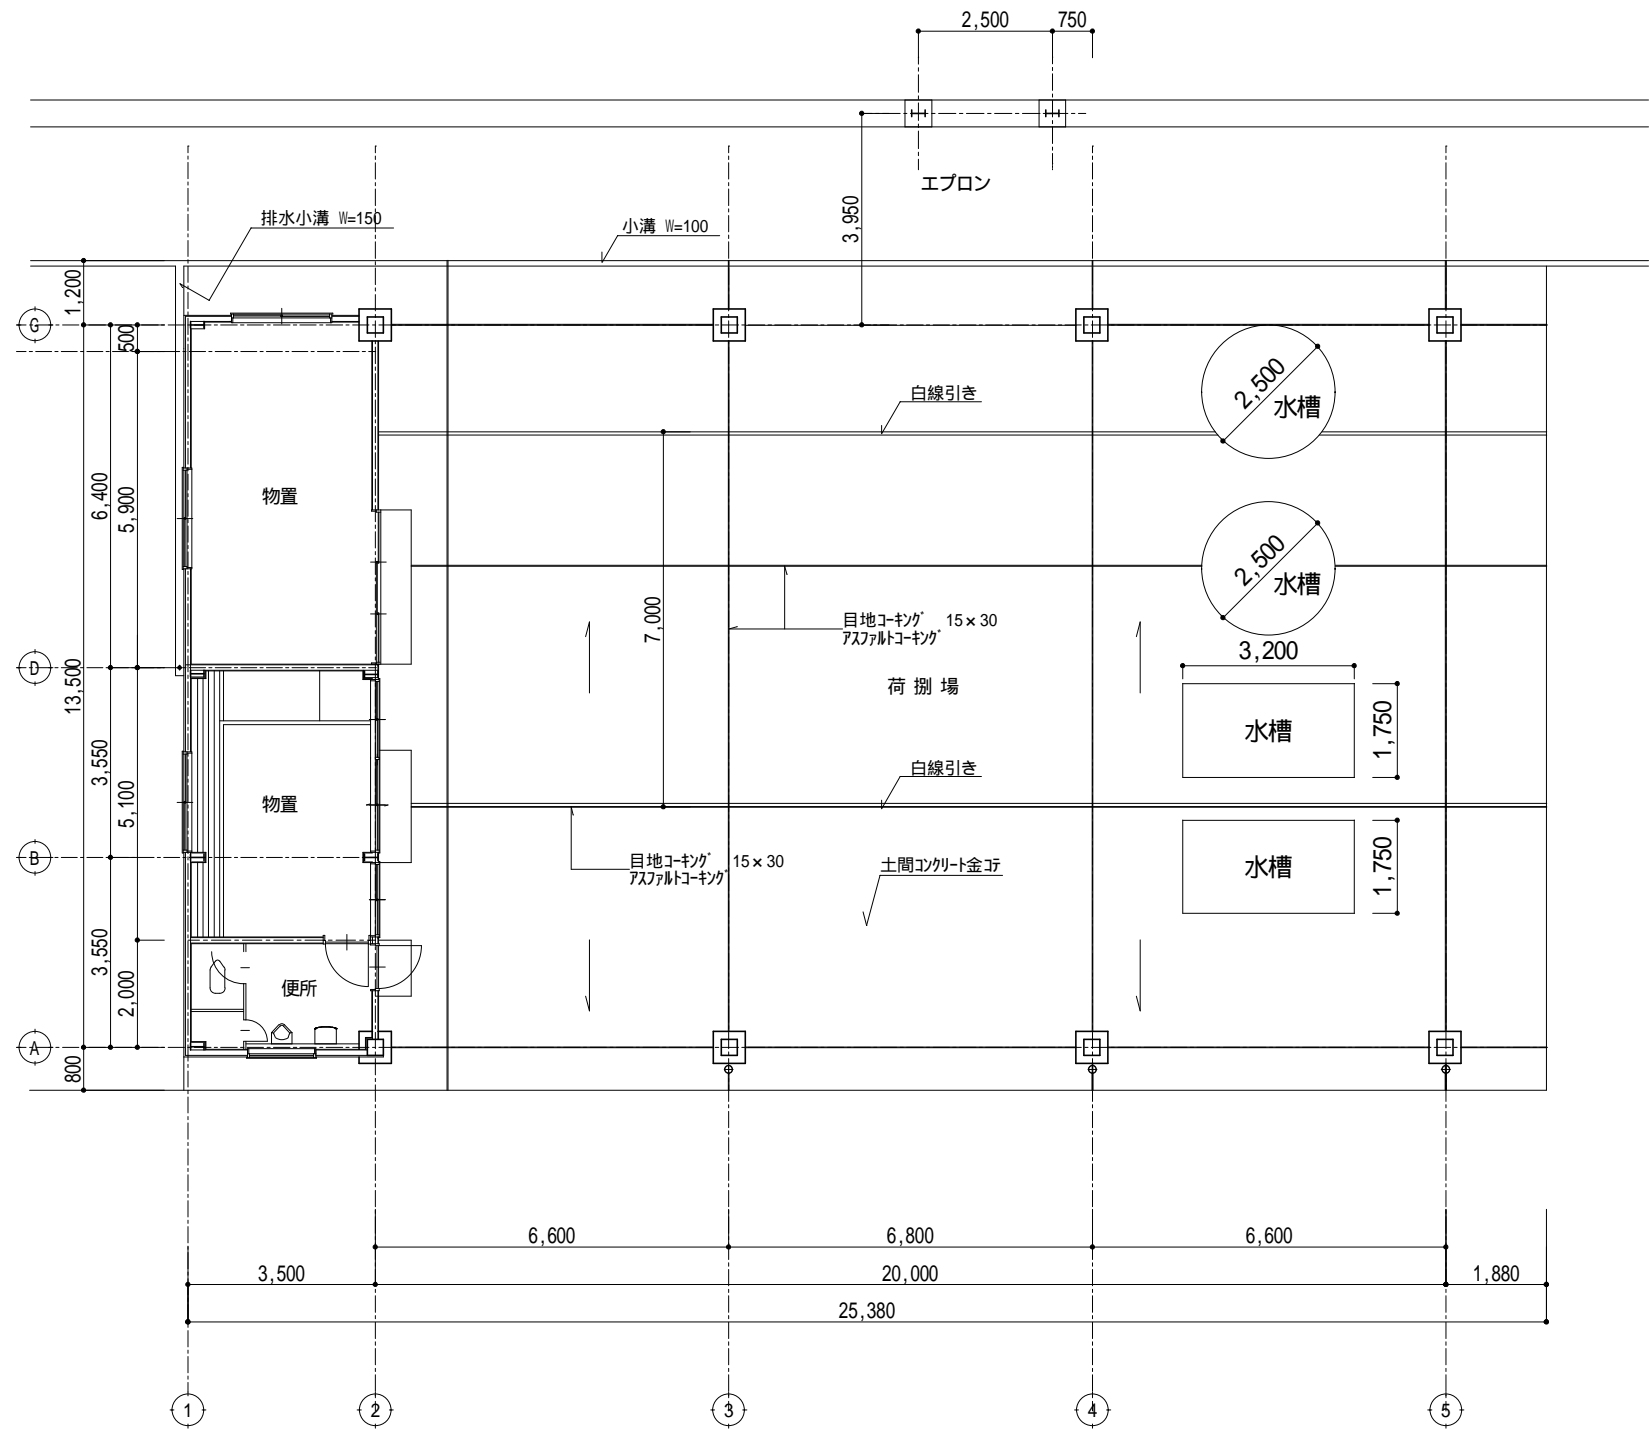 2,500
750
エプロン
3,950
排水小溝 W=150
小溝 W=100
1,200
G
500
白線引き
2,500
水槽
6,400
5,900
物置
2,500
水槽
7,000
目地コーキング 15×30
アスファルトコーキング
3,200
D
13,500
荷捌場
水槽
1,750
3,550
5,100
物置
白線引き
B
目地コーキング 15×30
アスファルトコーキング
土間コンクリート金コテ
水槽
1,750
3,550
2,000
便所
A
800
6,600
6,800
6,600
3,500
20,000
1,880
25,380
1
2
3
4
5